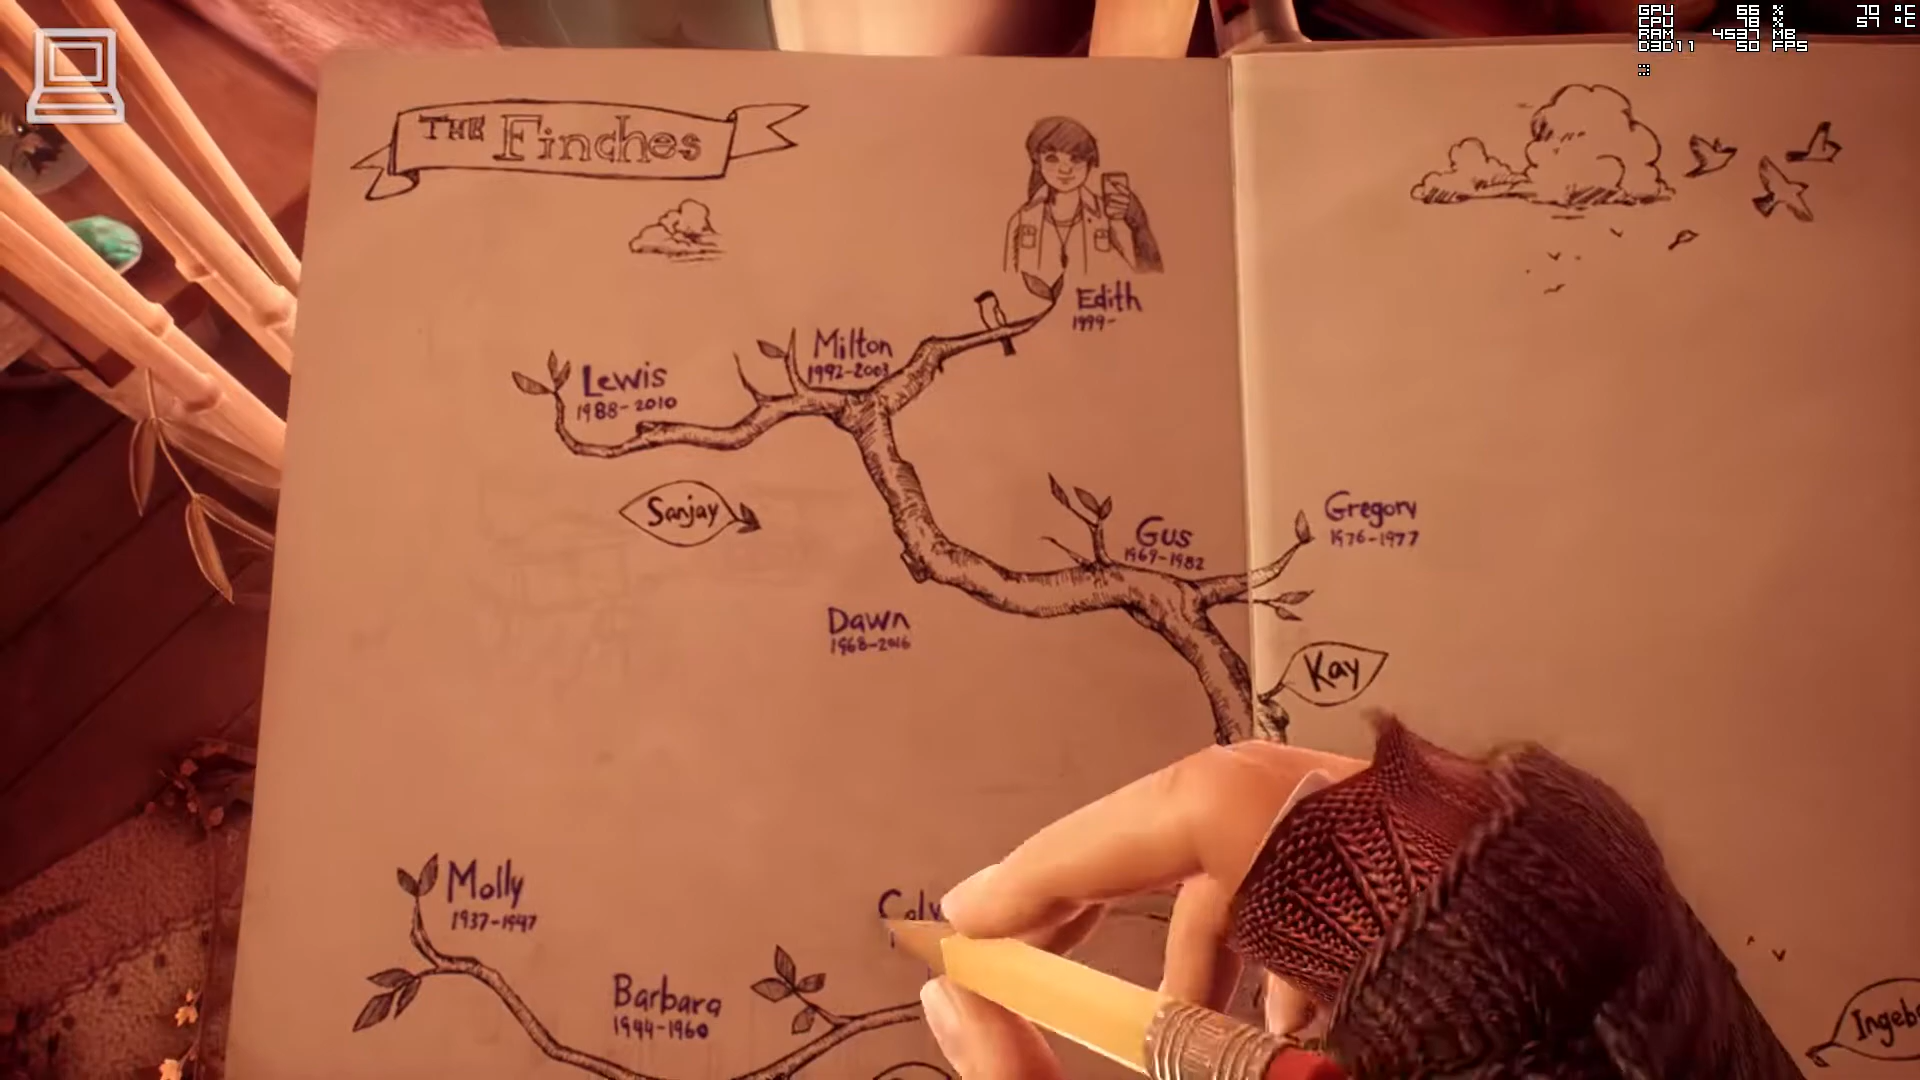 GPU 66 % 70 °C
CPU 78 % 57 °C
RAM 4537 MB
D3D11 50 FPS
THE Finches
Edith
1999-
Milton
1992-2003
Lewis
1988-2010
Sanjay
Gus
1969-1982
Gregory
1976-1977
Dawn
1968-2016
Kay
Molly
1937-1947
Calv
Barbara
1944-1960
Ingeb